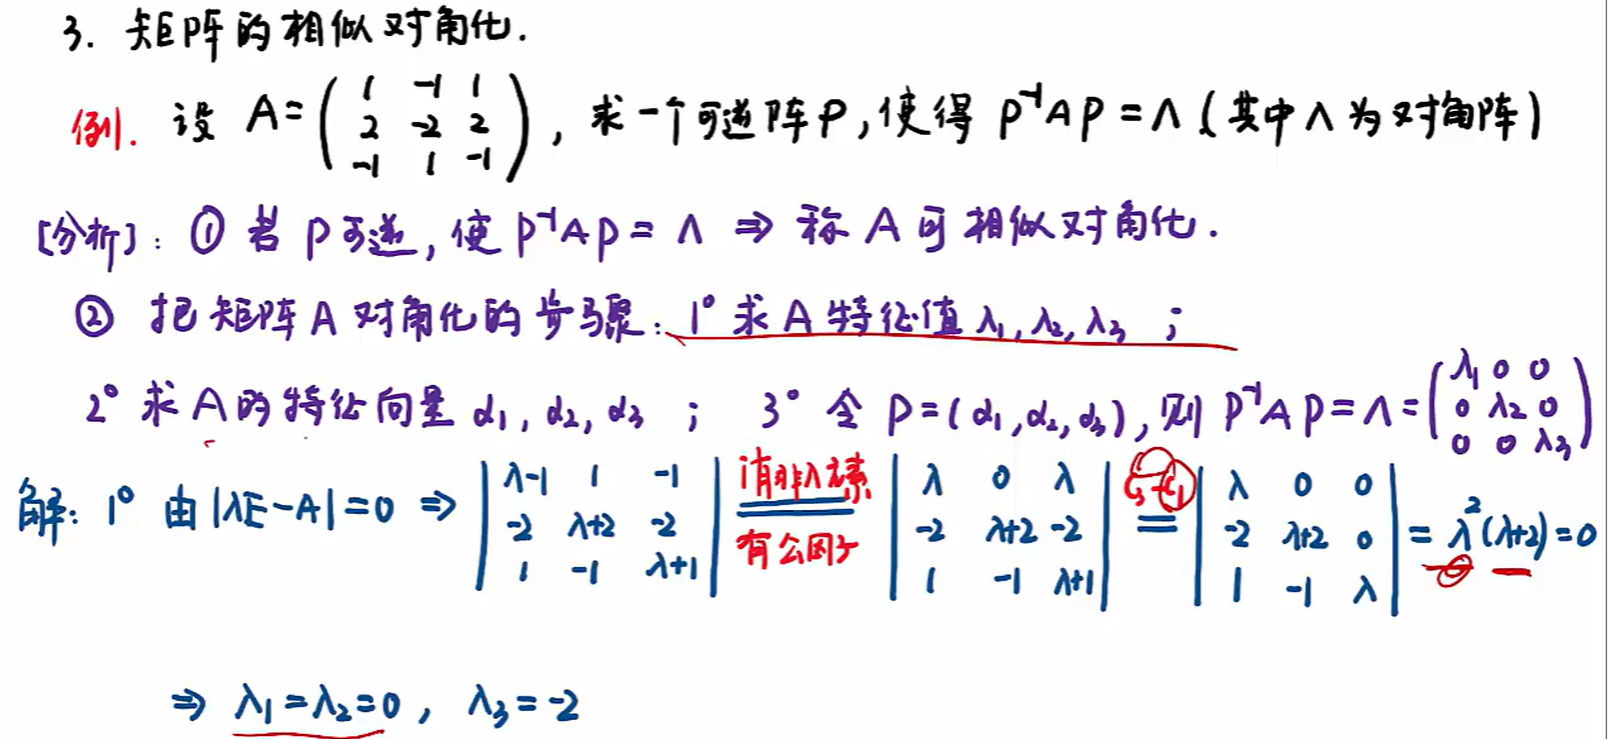 3. 矩阵的相似对角化.
例. 设 A=(1 -1 1; 2 -2 2; -1 1 -1), 求一个可逆阵P,使得 P⁻¹AP=Λ (其中Λ为对角阵)
[分析]: ① 若 P可逆, 使 P⁻¹AP=Λ ⇒ 称 A 可相似对角化.
② 把矩阵A对角化的步骤: 1° 求A特征值 λ₁,λ₂,λ₃ ;
2° 求A的特征向量 α₁, α₂, α₃ ; 3° 令 P=(α₁,α₂,α₃), 则 P⁻¹AP=Λ=(λ₁ 0 0; 0 λ₂ 0; 0 0 λ₃)
解: 1° 由|λE-A|=0 ⇒ |λ-1 1 -1; -2 λ+2 -2; 1 -1 λ+1| 消非λ元素 有公因子 = |λ 0 λ; -2 λ+2 -2; 1 -1 λ+1| C₃-C₁ = |λ 0 0; -2 λ+2 0; 1 -1 λ| = λ²(λ+2)=0
⇒ λ₁=λ₂=0, λ₃=-2